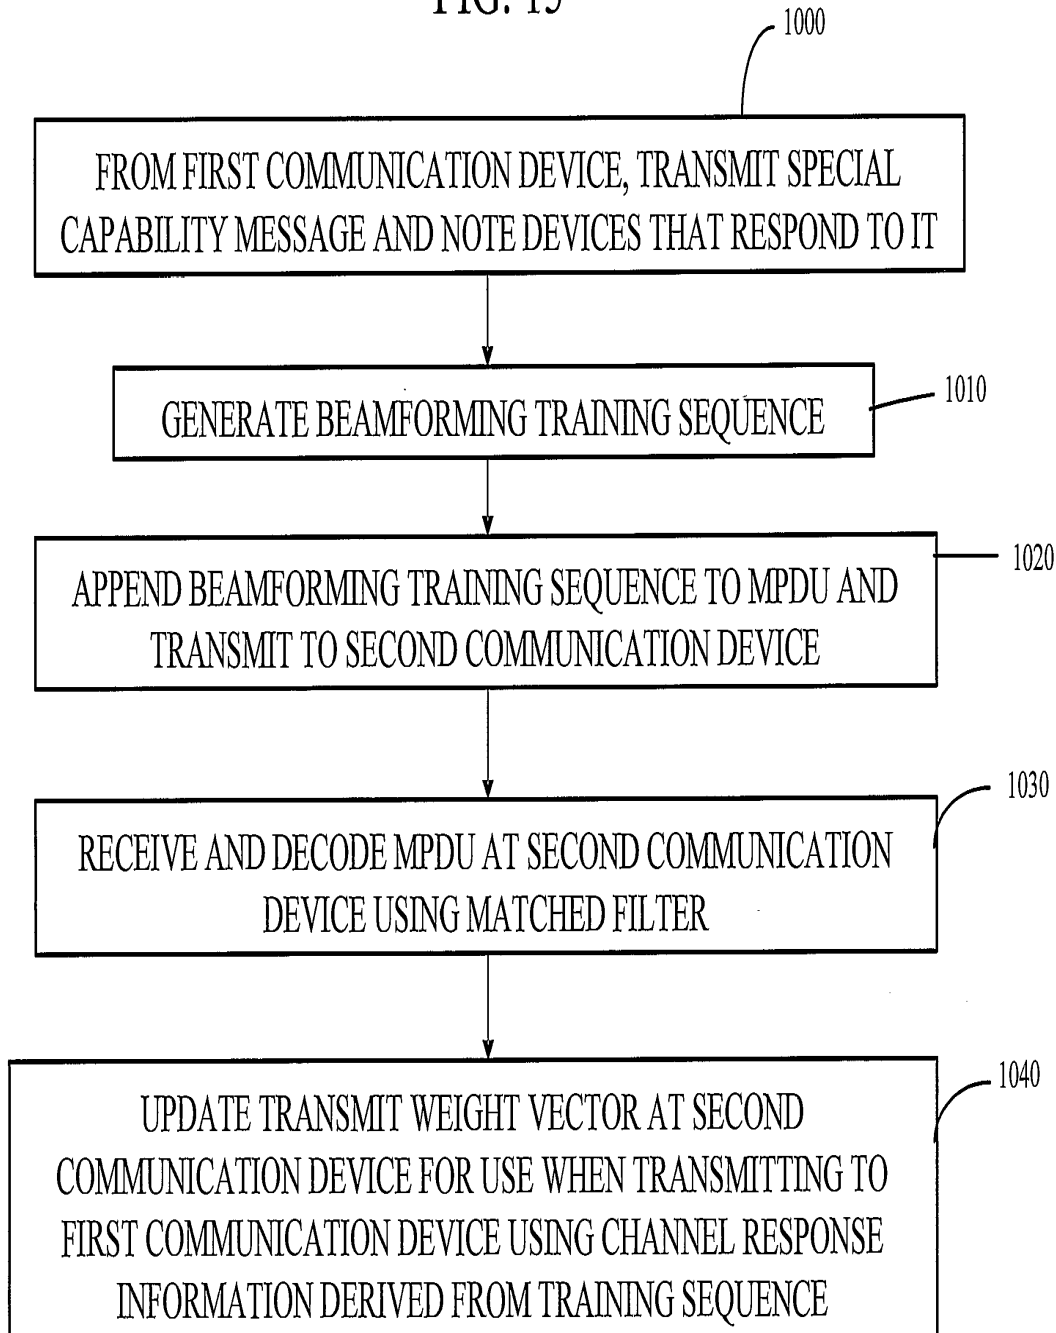 FIG. 15
1000
FROM FIRST COMMUNICATION DEVICE, TRANSMIT SPECIAL
CAPABILITY MESSAGE AND NOTE DEVICES THAT RESPOND TO IT
GENERATE BEAMFORMING TRAINING SEQUENCE
1010
APPEND BEAMFORMING TRAINING SEQUENCE TO MPDU AND
TRANSMIT TO SECOND COMMUNICATION DEVICE
1020
RECEIVE AND DECODE MPDU AT SECOND COMMUNICATION
DEVICE USING MATCHED FILTER
1030
UPDATE TRANSMIT WEIGHT VECTOR AT SECOND
COMMUNICATION DEVICE FOR USE WHEN TRANSMITTING TO
FIRST COMMUNICATION DEVICE USING CHANNEL RESPONSE
INFORMATION DERIVED FROM TRAINING SEQUENCE
1040